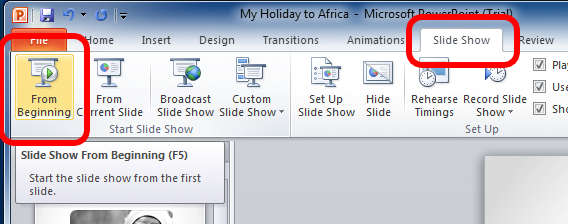 My Holiday to Africa - Microsoft PowerPoint (Trial)
File Home Insert Design Transitions Animations Slide Show Review
From Beginning
From Current Slide
Broadcast Slide Show
Custom Slide Show
Set Up Slide Show
Hide Slide
Rehearse Timings
Record Slide Show
Pla
Use
Sho
Start Slide Show
Set Up
Slide Show From Beginning (F5)
Start the slide show from the first
slide.